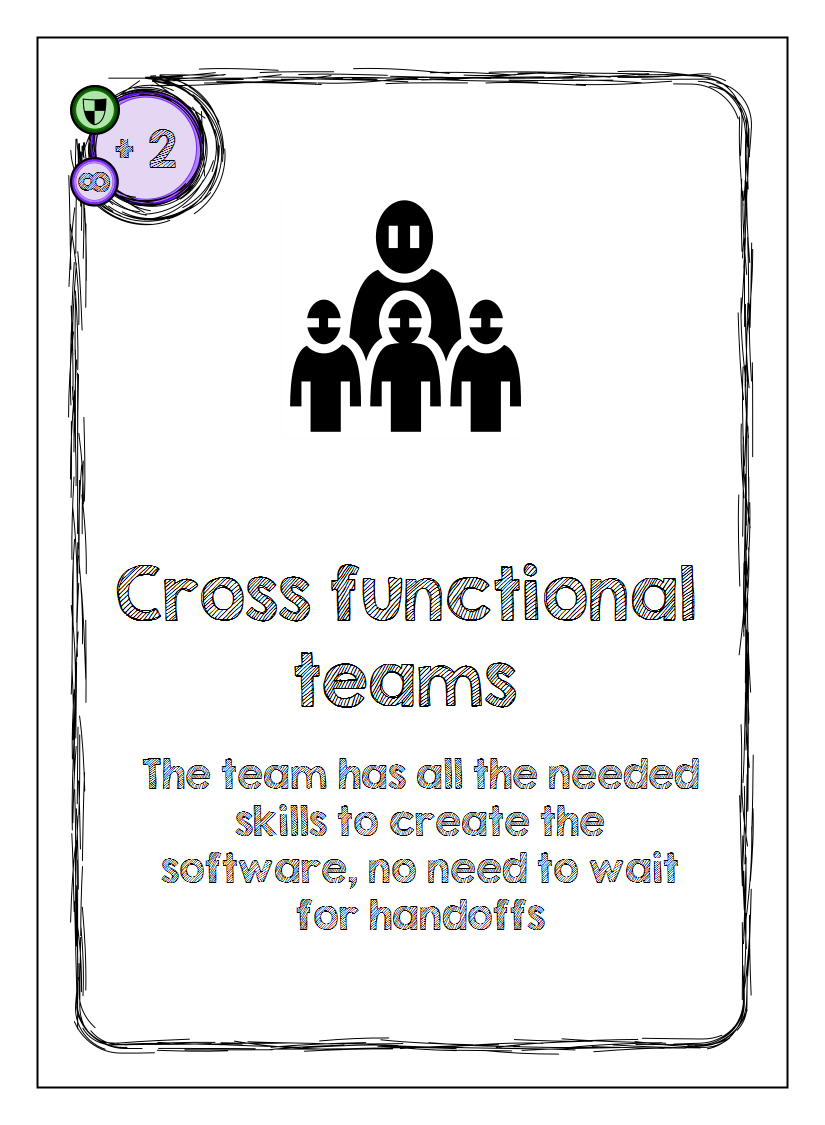 + 2
∞
Cross functional
teams
The team has all the needed
skills to create the
software, no need to wait
for handoffs